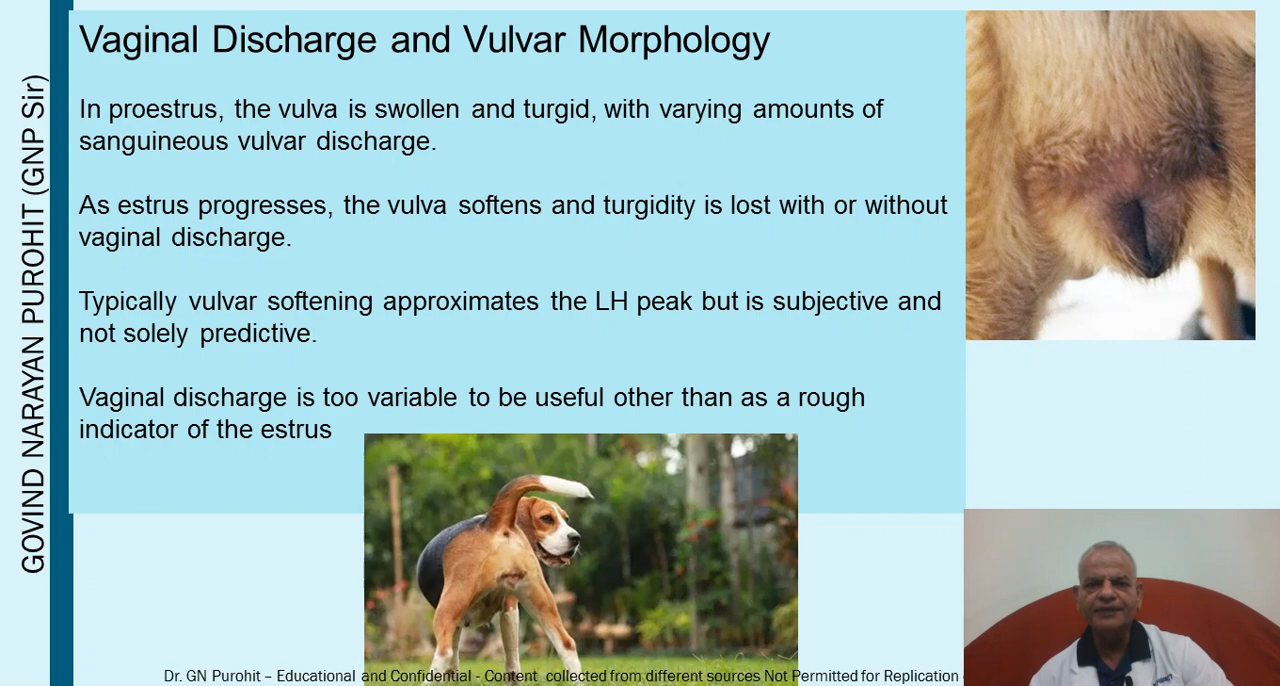 Vaginal Discharge and Vulvar Morphology
In proestrus, the vulva is swollen and turgid, with varying amounts of
sanguineous vulvar discharge.
As estrus progresses, the vulva softens and turgidity is lost with or without
vaginal discharge.
Typically vulvar softening approximates the LH peak but is subjective and
not solely predictive.
Vaginal discharge is too variable to be useful other than as a rough
indicator of the estrus
GOVIND NARAYAN PUROHIT (GNP Sir)
Dr. GN Purohit – Educational and Confidential - Content collected from different sources Not Permitted for Replication